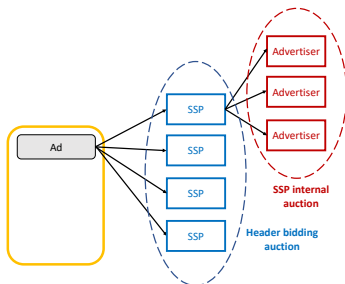 Advertiser
SSP
Advertiser
Advertiser
Ad
SSP
SSP internal
auction
SSP
SSP
Header bidding
auction